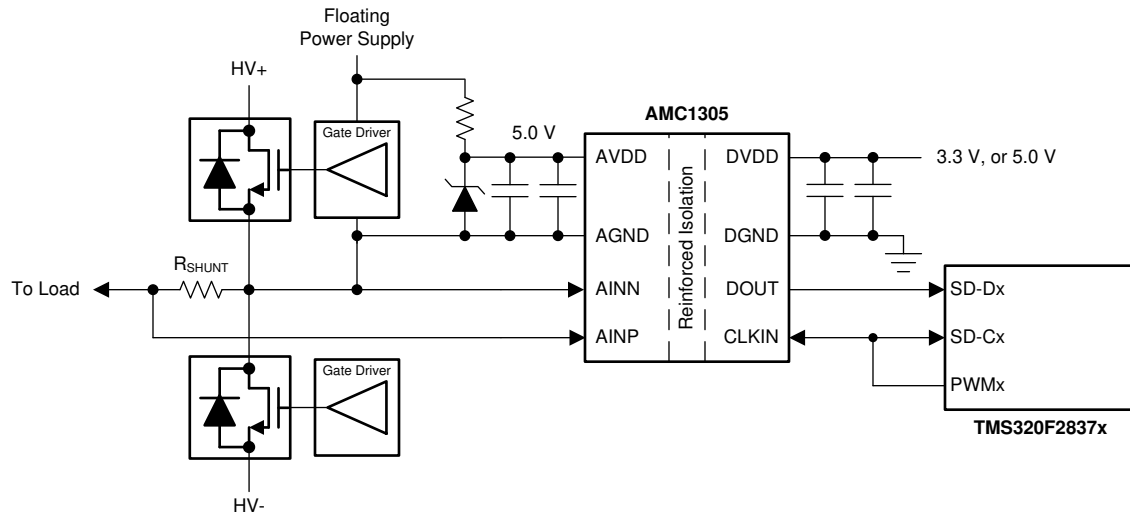 Floating
Power Supply
HV+
Gate Driver
5.0 V
AMC1305
AVDD
DVDD
3.3 V, or 5.0 V
Reinforced Isolation
AGND
DGND
RSHUNT
To Load
AINN
DOUT
SD-Dx
AINP
CLKIN
SD-Cx
Gate Driver
PWMx
TMS320F2837x
HV-